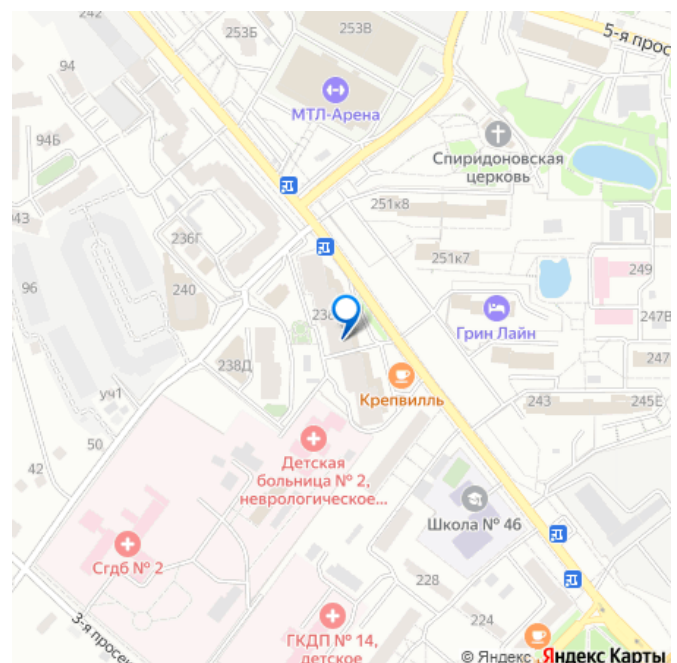 242
253Б
253В
5-я прос
94
МТЛ-Арена
94Б
Спиридоновская
церковь
43
236Г
251к8
251к7
249
96
240
247В
Грин Лайн
247
238Д
Крепвилль
уч1
243
245Е
50
42
Детская
больница № 2,
неврологическое...
Школа № 46
Сгдб № 2
228
224
3-я просе
ГКДП № 14,
детское
© Яндекс
Яндекс Карты